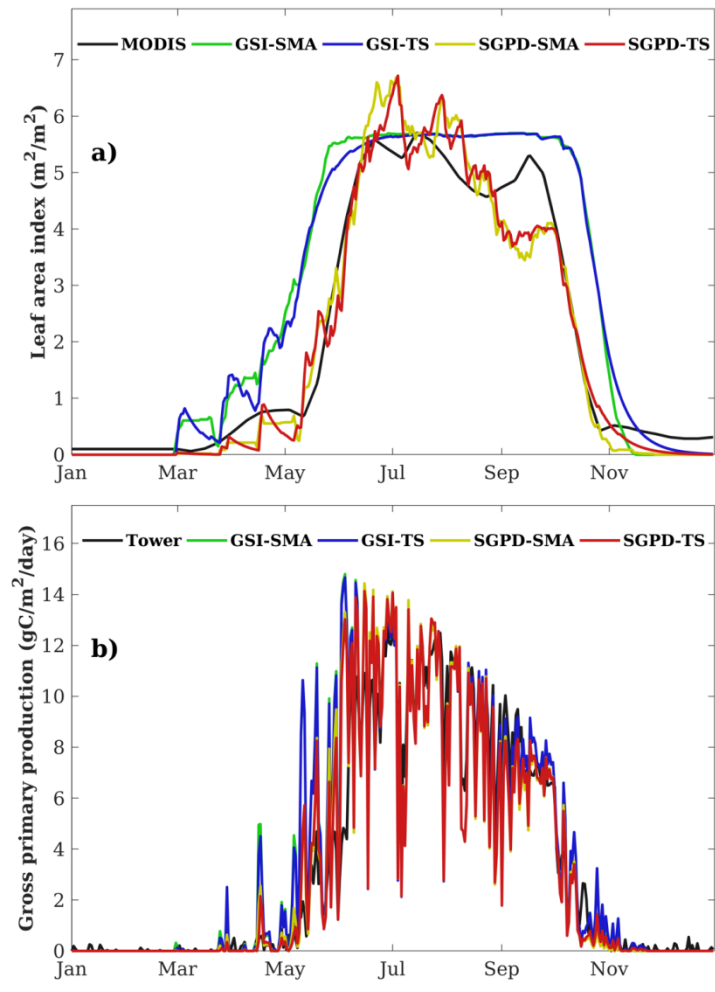 MODIS GSI-SMA GSI-TS SGPD-SMA SGPD-TS
7
6
5
4
3
2
1
0
a)
Leaf area index (m²/m²)
Jan Mar May Jul Sep Nov
Tower GSI-SMA GSI-TS SGPD-SMA SGPD-TS
16
14
12
10
8
6
4
2
0
b)
Gross primary production (gC/m²/day)
Jan Mar May Jul Sep Nov